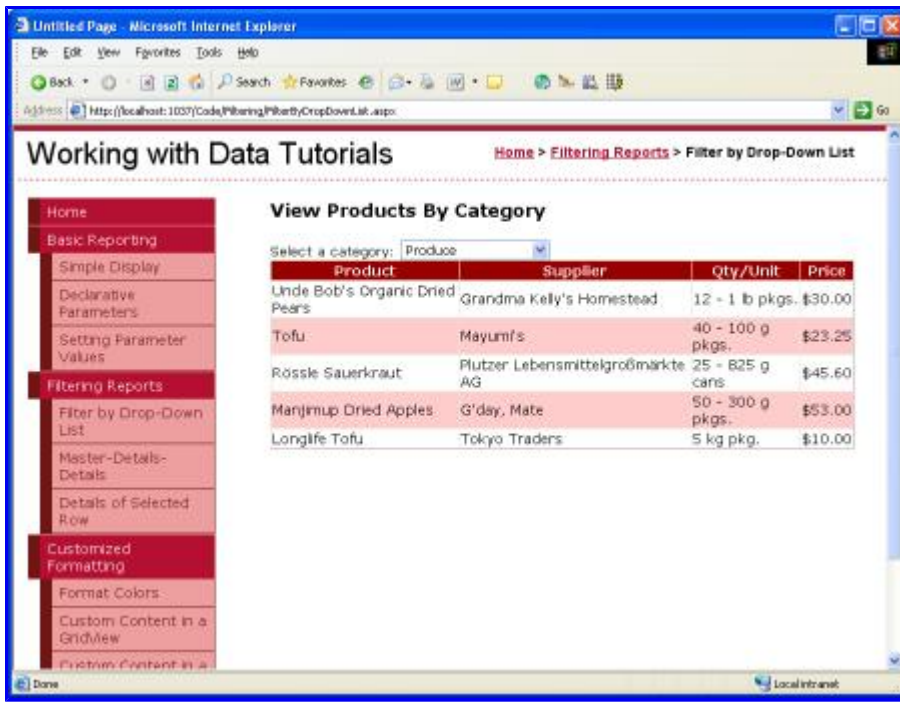 Untitled Page - Microsoft Internet Explorer
File Edit View Favorites Tools Help
Back Search Favorites
Address http://localhost:1037/Code/Filtering/FilterByDropDownList.aspx Go
Working with Data Tutorials
Home > Filtering Reports > Filter by Drop-Down List
Home
Basic Reporting
Simple Display
Declarative
Parameters
Setting Parameter
Values
Filtering Reports
Filter by Drop-Down
List
Master-Details-
Details
Details of Selected
Row
Customized
Formatting
Format Colors
Custom Content in a
GridView
Custom Content in a
View Products By Category
Select a category: Produce
Product Supplier Qty/Unit Price
Uncle Bob's Organic Dried
Pears Grandma Kelly's Homestead 12 - 1 lb pkgs. $30.00
Tofu Mayumi's 40 - 100 g
pkgs. $23.25
Rössle Sauerkraut Plutzer Lebensmittelgroßmärkte
AG 25 - 825 g
cans $45.60
Manjimup Dried Apples G'day, Mate 50 - 300 g
pkgs. $53.00
Longlife Tofu Tokyo Traders 5 kg pkg. $10.00
Done Local intranet